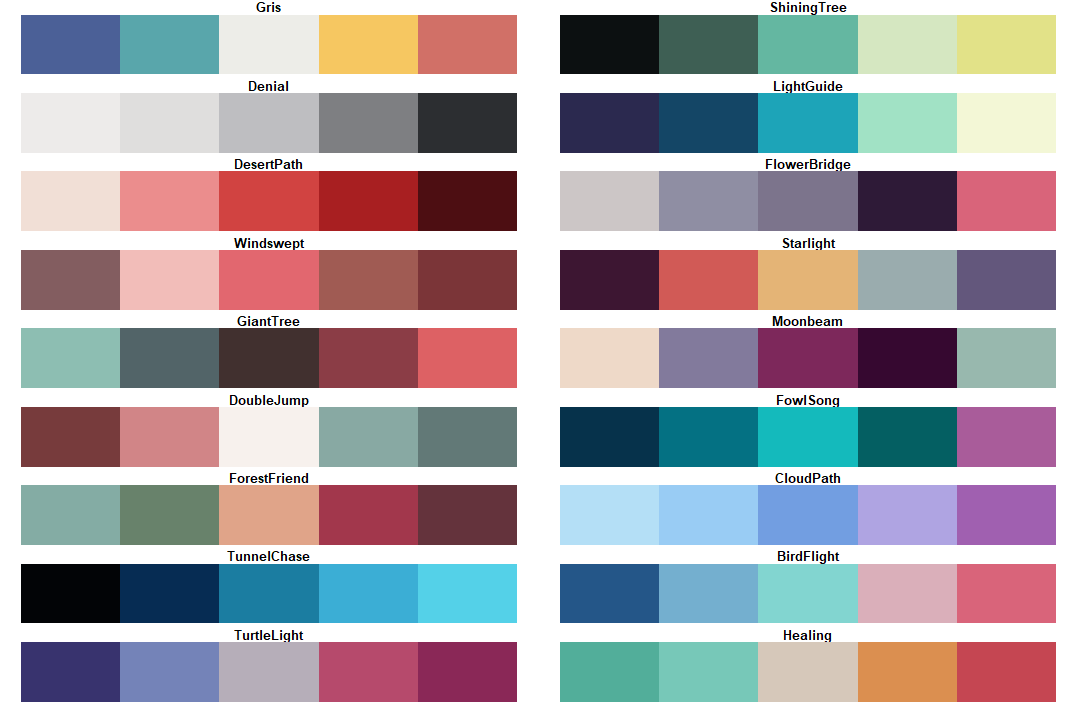 Gris
ShiningTree
Denial
LightGuide
DesertPath
FlowerBridge
Windswept
Starlight
GiantTree
Moonbeam
DoubleJump
FowlSong
ForestFriend
CloudPath
TunnelChase
BirdFlight
TurtleLight
Healing